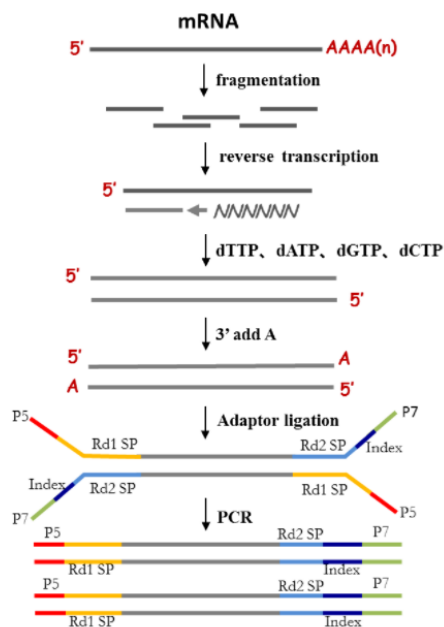 mRNA
5' AAAA(n)
fragmentation
reverse transcription
5'
NNNNNN
dTTP、dATP、dGTP、dCTP
5'
5'
3' add A
5' A
A 5'
Adaptor ligation
P5 P7
Rd1 SP Rd2 SP Index
Index Rd2 SP Rd1 SP
P7 P5
PCR
P5 Rd2 SP P7
Rd1 SP Index
P5 Rd2 SP P7
Rd1 SP Index